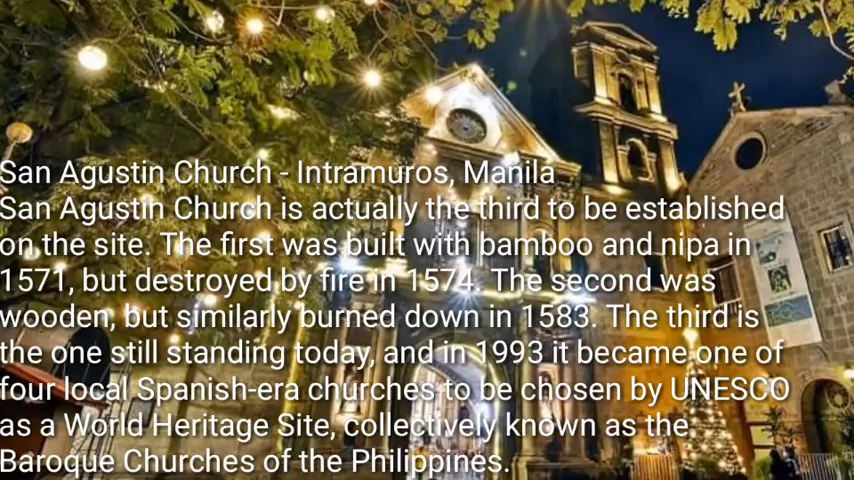 San Agustin Church - Intramuros, Manila
San Agustin Church is actually the third to be established
on the site. The first was built with bamboo and nipa in
1571, but destroyed by fire in 1574. The second was
wooden, but similarly burned down in 1583. The third is
the one still standing today, and in 1993 it became one of
four local Spanish-era churches to be chosen by UNESCO
as a World Heritage Site, collectively known as the
Baroque Churches of the Philippines.